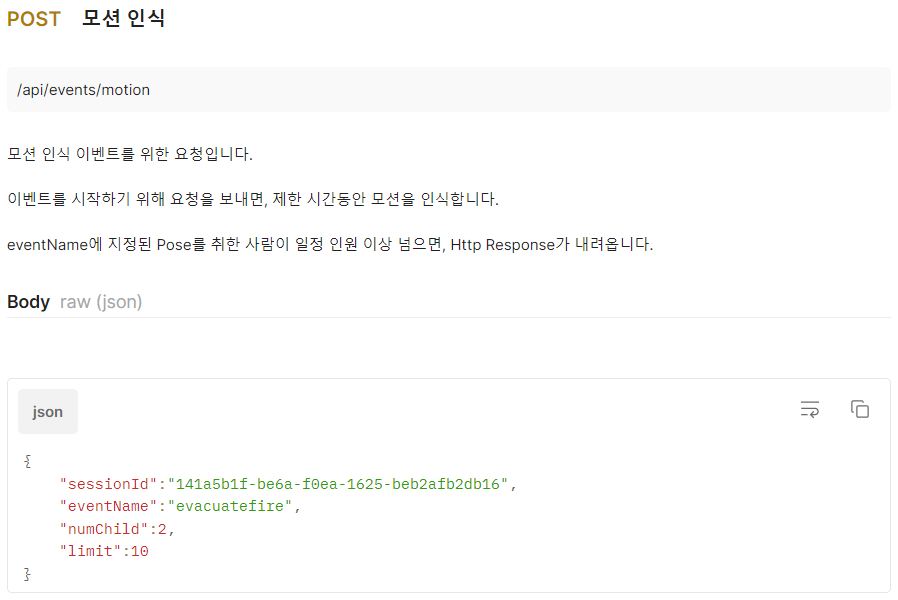 POST 모션 인식
/api/events/motion
모션 인식 이벤트를 위한 요청입니다.
이벤트를 시작하기 위해 요청을 보내면, 제한 시간동안 모션을 인식합니다.
eventName에 지정된 Pose를 취한 사람이 일정 인원 이상 넘으면, Http Response가 내려옵니다.
Body raw (json)
json
{
"sessionId":"141a5b1f-be6a-f0ea-1625-beb2afb2db16",
"eventName":"evacuatefire",
"numChild":2,
"limit":10
}